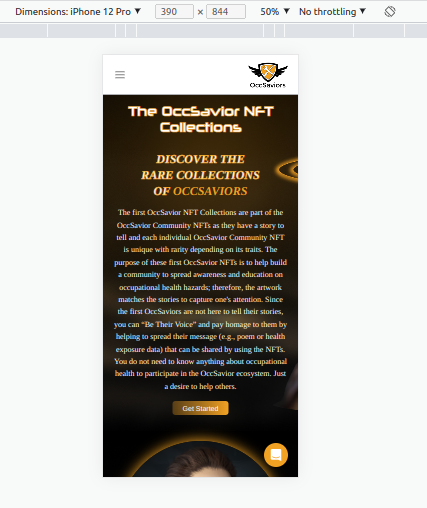 Dimensions: iPhone 12 Pro ▼ 390 × 844 50% ▼ No throttling ▼
OccSaviors
The OccSavior NFT
Collections
DISCOVER THE
RARE COLLECTIONS
OF OCCSAVIORS
The first OccSavior NFT Collections are part of the
OccSavior Community NFTs as they have a story to
tell and each individual OccSavior Community NFT
is unique with rarity depending on its traits. The
purpose of these first OccSavior NFTs is to help build
a community to spread awareness and education on
occupational health hazards; therefore, the artwork
matches the stories to capture one's attention. Since
the first OccSaviors are not here to tell their stories,
you can “Be Their Voice” and pay homage to them by
helping to spread their message (e.g., poem or health
exposure data) that can be shared by using the NFTs.
You do not need to know anything about occupational
health to participate in the OccSavior ecosystem. Just
a desire to help others.
Get Started